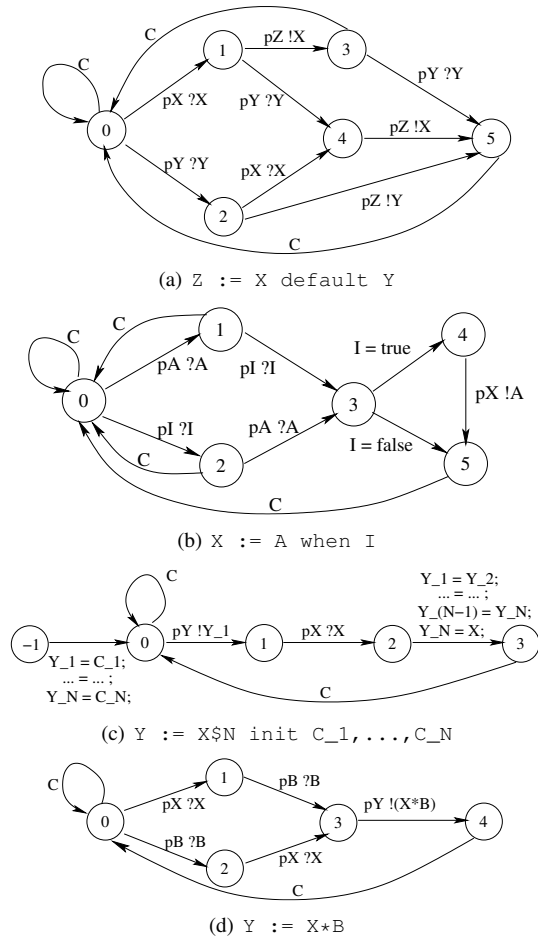 C
C
1
pZ !X
3
pX ?X
pY ?Y
pY ?Y
0
4
pZ !X
5
pY ?Y
pX ?X
2
pZ !Y
C
(a) Z := X default Y
C
C
1
4
I = true
pA ?A
pI ?I
0
3
pX !A
pI ?I
pA ?A
I = false
C
2
5
C
(b) X := A when I
C
Y_1 = Y_2;
... = ... ;
Y_(N−1) = Y_N;
Y_N = X;
−1
0
pY !Y_1
1
pX ?X
2
3
Y_1 = C_1;
... = ... ;
Y_N = C_N;
C
(c) Y := X$N init C_1,...,C_N
C
1
pX ?X
pB ?B
0
3
pY !(X*B)
4
pB ?B
pX ?X
2
C
(d) Y := X*B